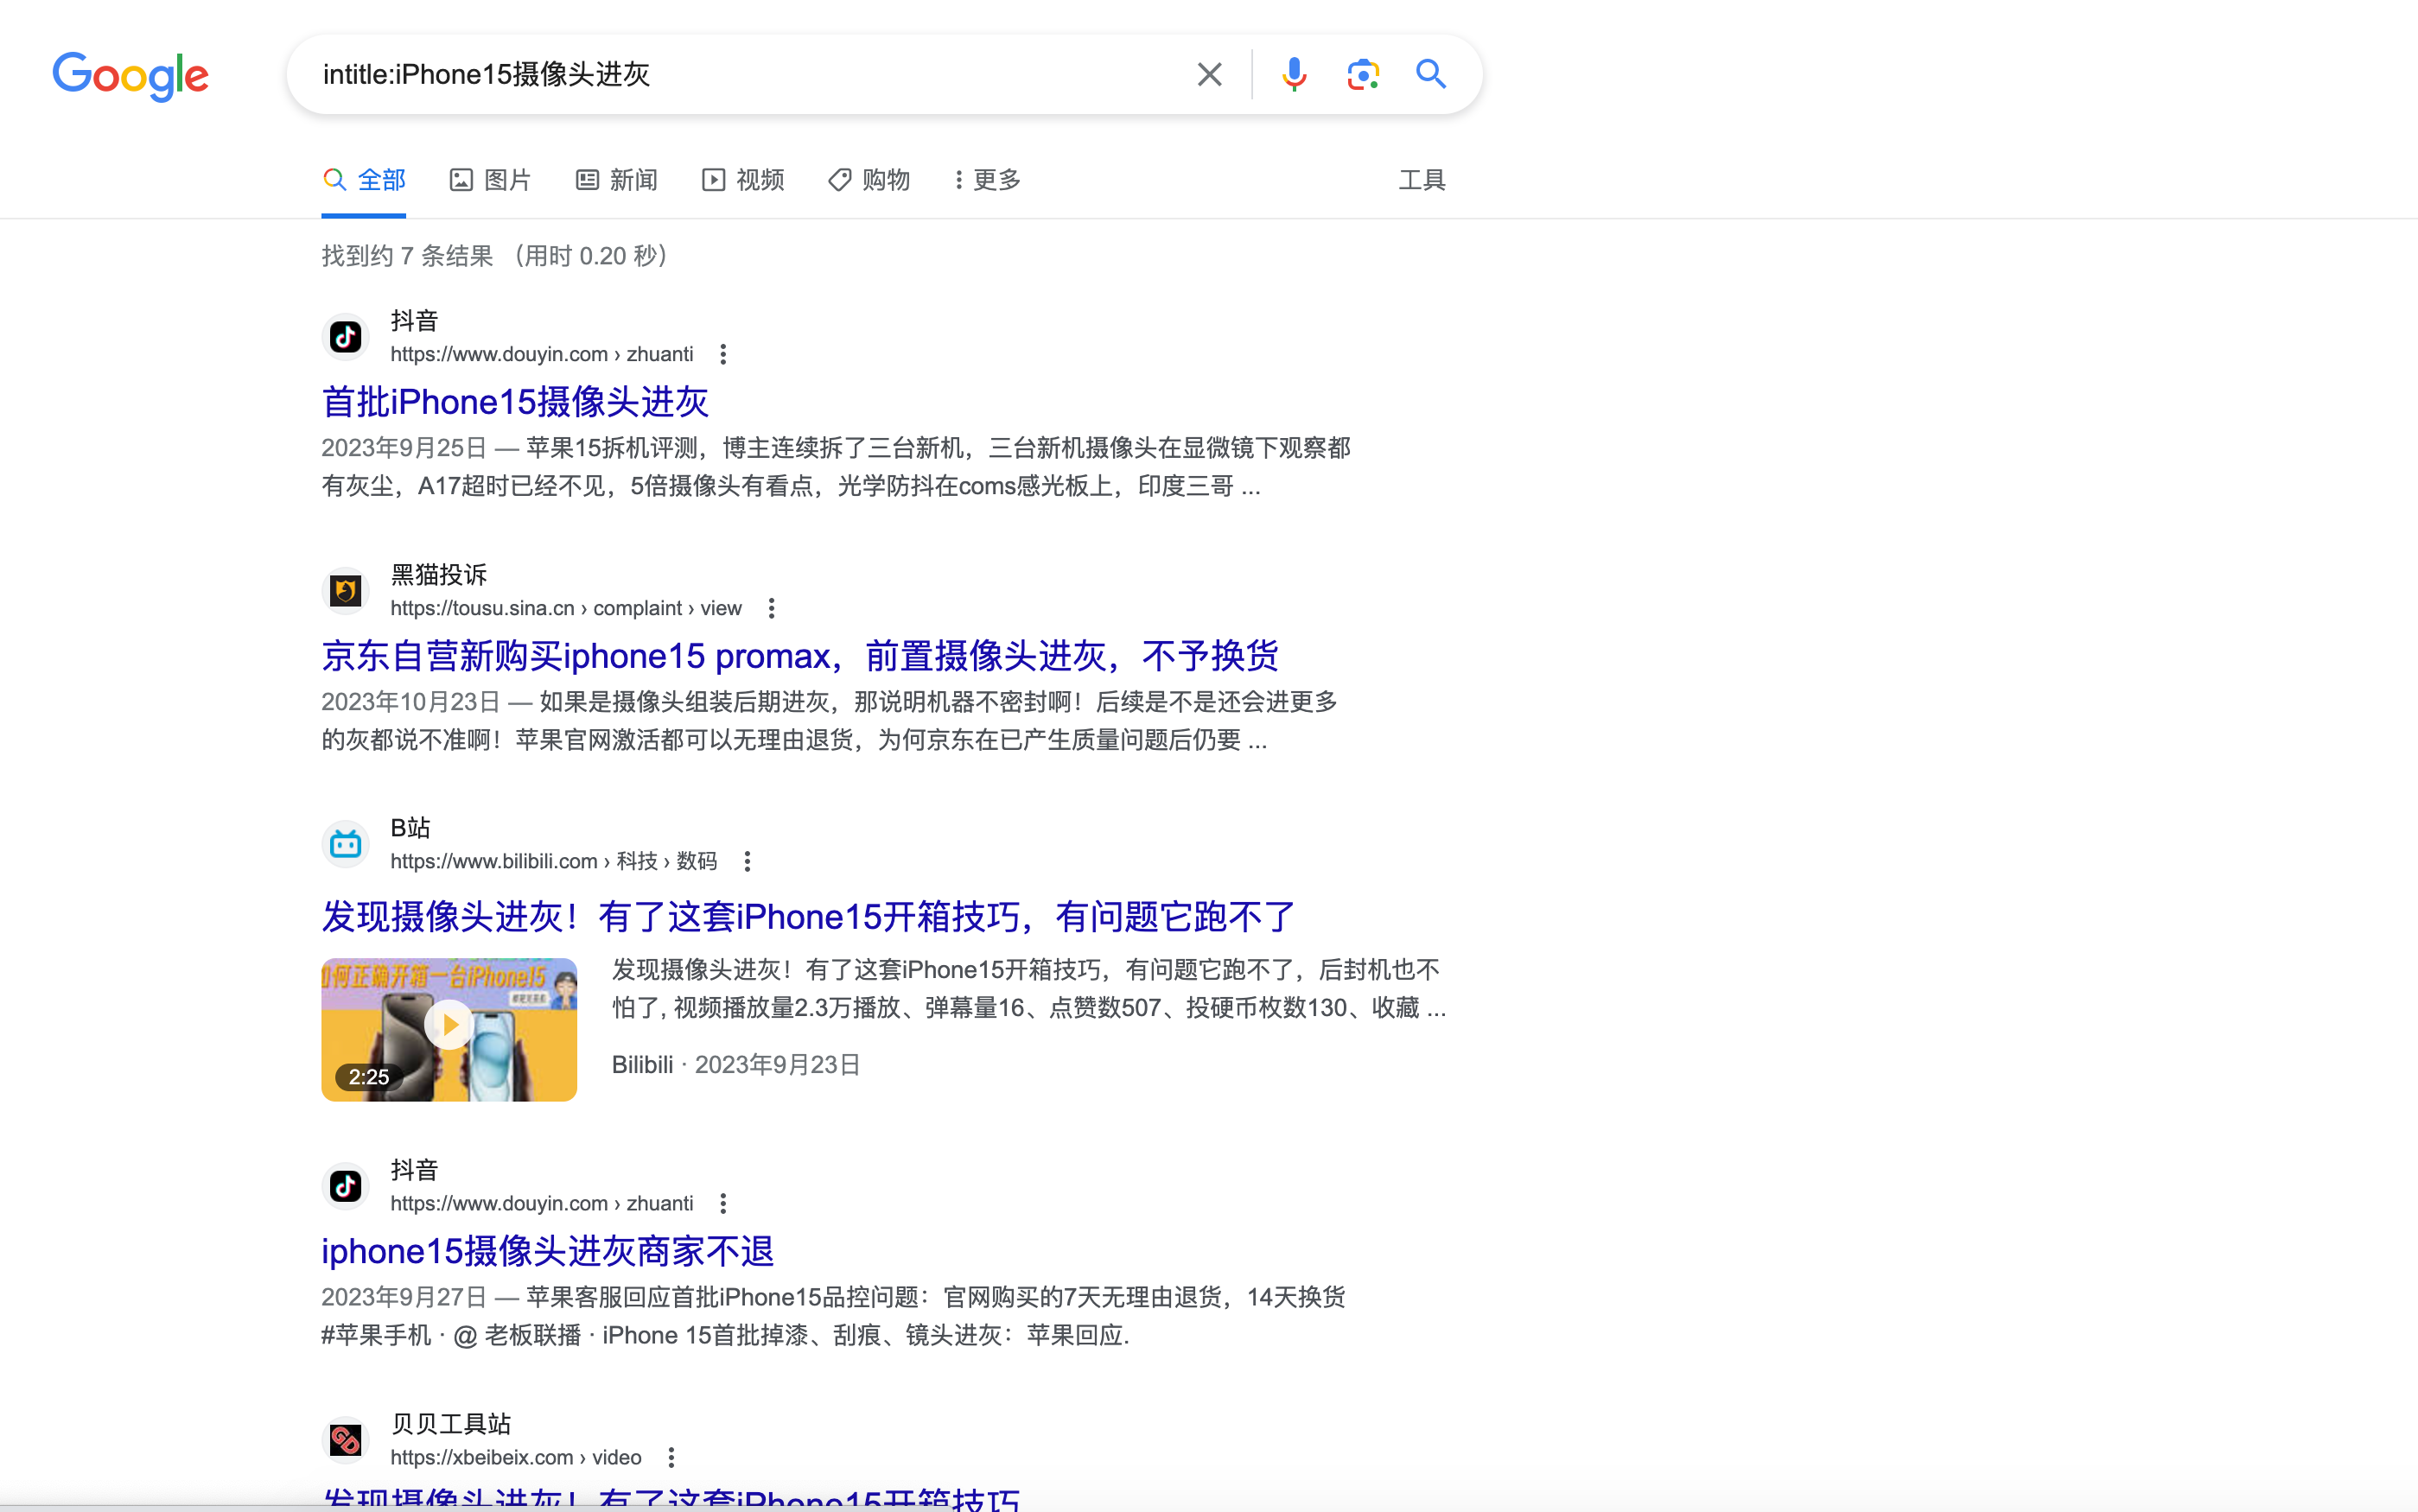 Google
intitle:iPhone15摄像头进灰
全部 图片 新闻 视频 购物 更多 工具
找到约 7 条结果 （用时 0.20 秒）
抖音
https://www.douyin.com › zhuanti
首批iPhone15摄像头进灰
2023年9月25日 — 苹果15拆机评测，博主连续拆了三台新机，三台新机摄像头在显微镜下观察都
有灰尘，A17超时已经不见，5倍摄像头有看点，光学防抖在coms感光板上，印度三哥 ...
黑猫投诉
https://tousu.sina.cn › complaint › view
京东自营新购买iphone15 promax，前置摄像头进灰，不予换货
2023年10月23日 — 如果是摄像头组装后期进灰，那说明机器不密封啊！后续是不是还会进更多
的灰都说不准啊！苹果官网激活都可以无理由退货，为何京东在已产生质量问题后仍要 ...
B站
https://www.bilibili.com › 科技 › 数码
发现摄像头进灰！有了这套iPhone15开箱技巧，有问题它跑不了
如何正确开箱一台iPhone15
2:25
发现摄像头进灰！有了这套iPhone15开箱技巧，有问题它跑不了，后封机也不
怕了, 视频播放量2.3万播放、弹幕量16、点赞数507、投硬币枚数130、收藏 ...
Bilibili · 2023年9月23日
抖音
https://www.douyin.com › zhuanti
iphone15摄像头进灰商家不退
2023年9月27日 — 苹果客服回应首批iPhone15品控问题：官网购买的7天无理由退货，14天换货
#苹果手机 · @ 老板联播 · iPhone 15首批掉漆、刮痕、镜头进灰：苹果回应.
贝贝工具站
https://xbeibeix.com › video
发现摄像头进灰！有了这套iPhone15开箱技巧